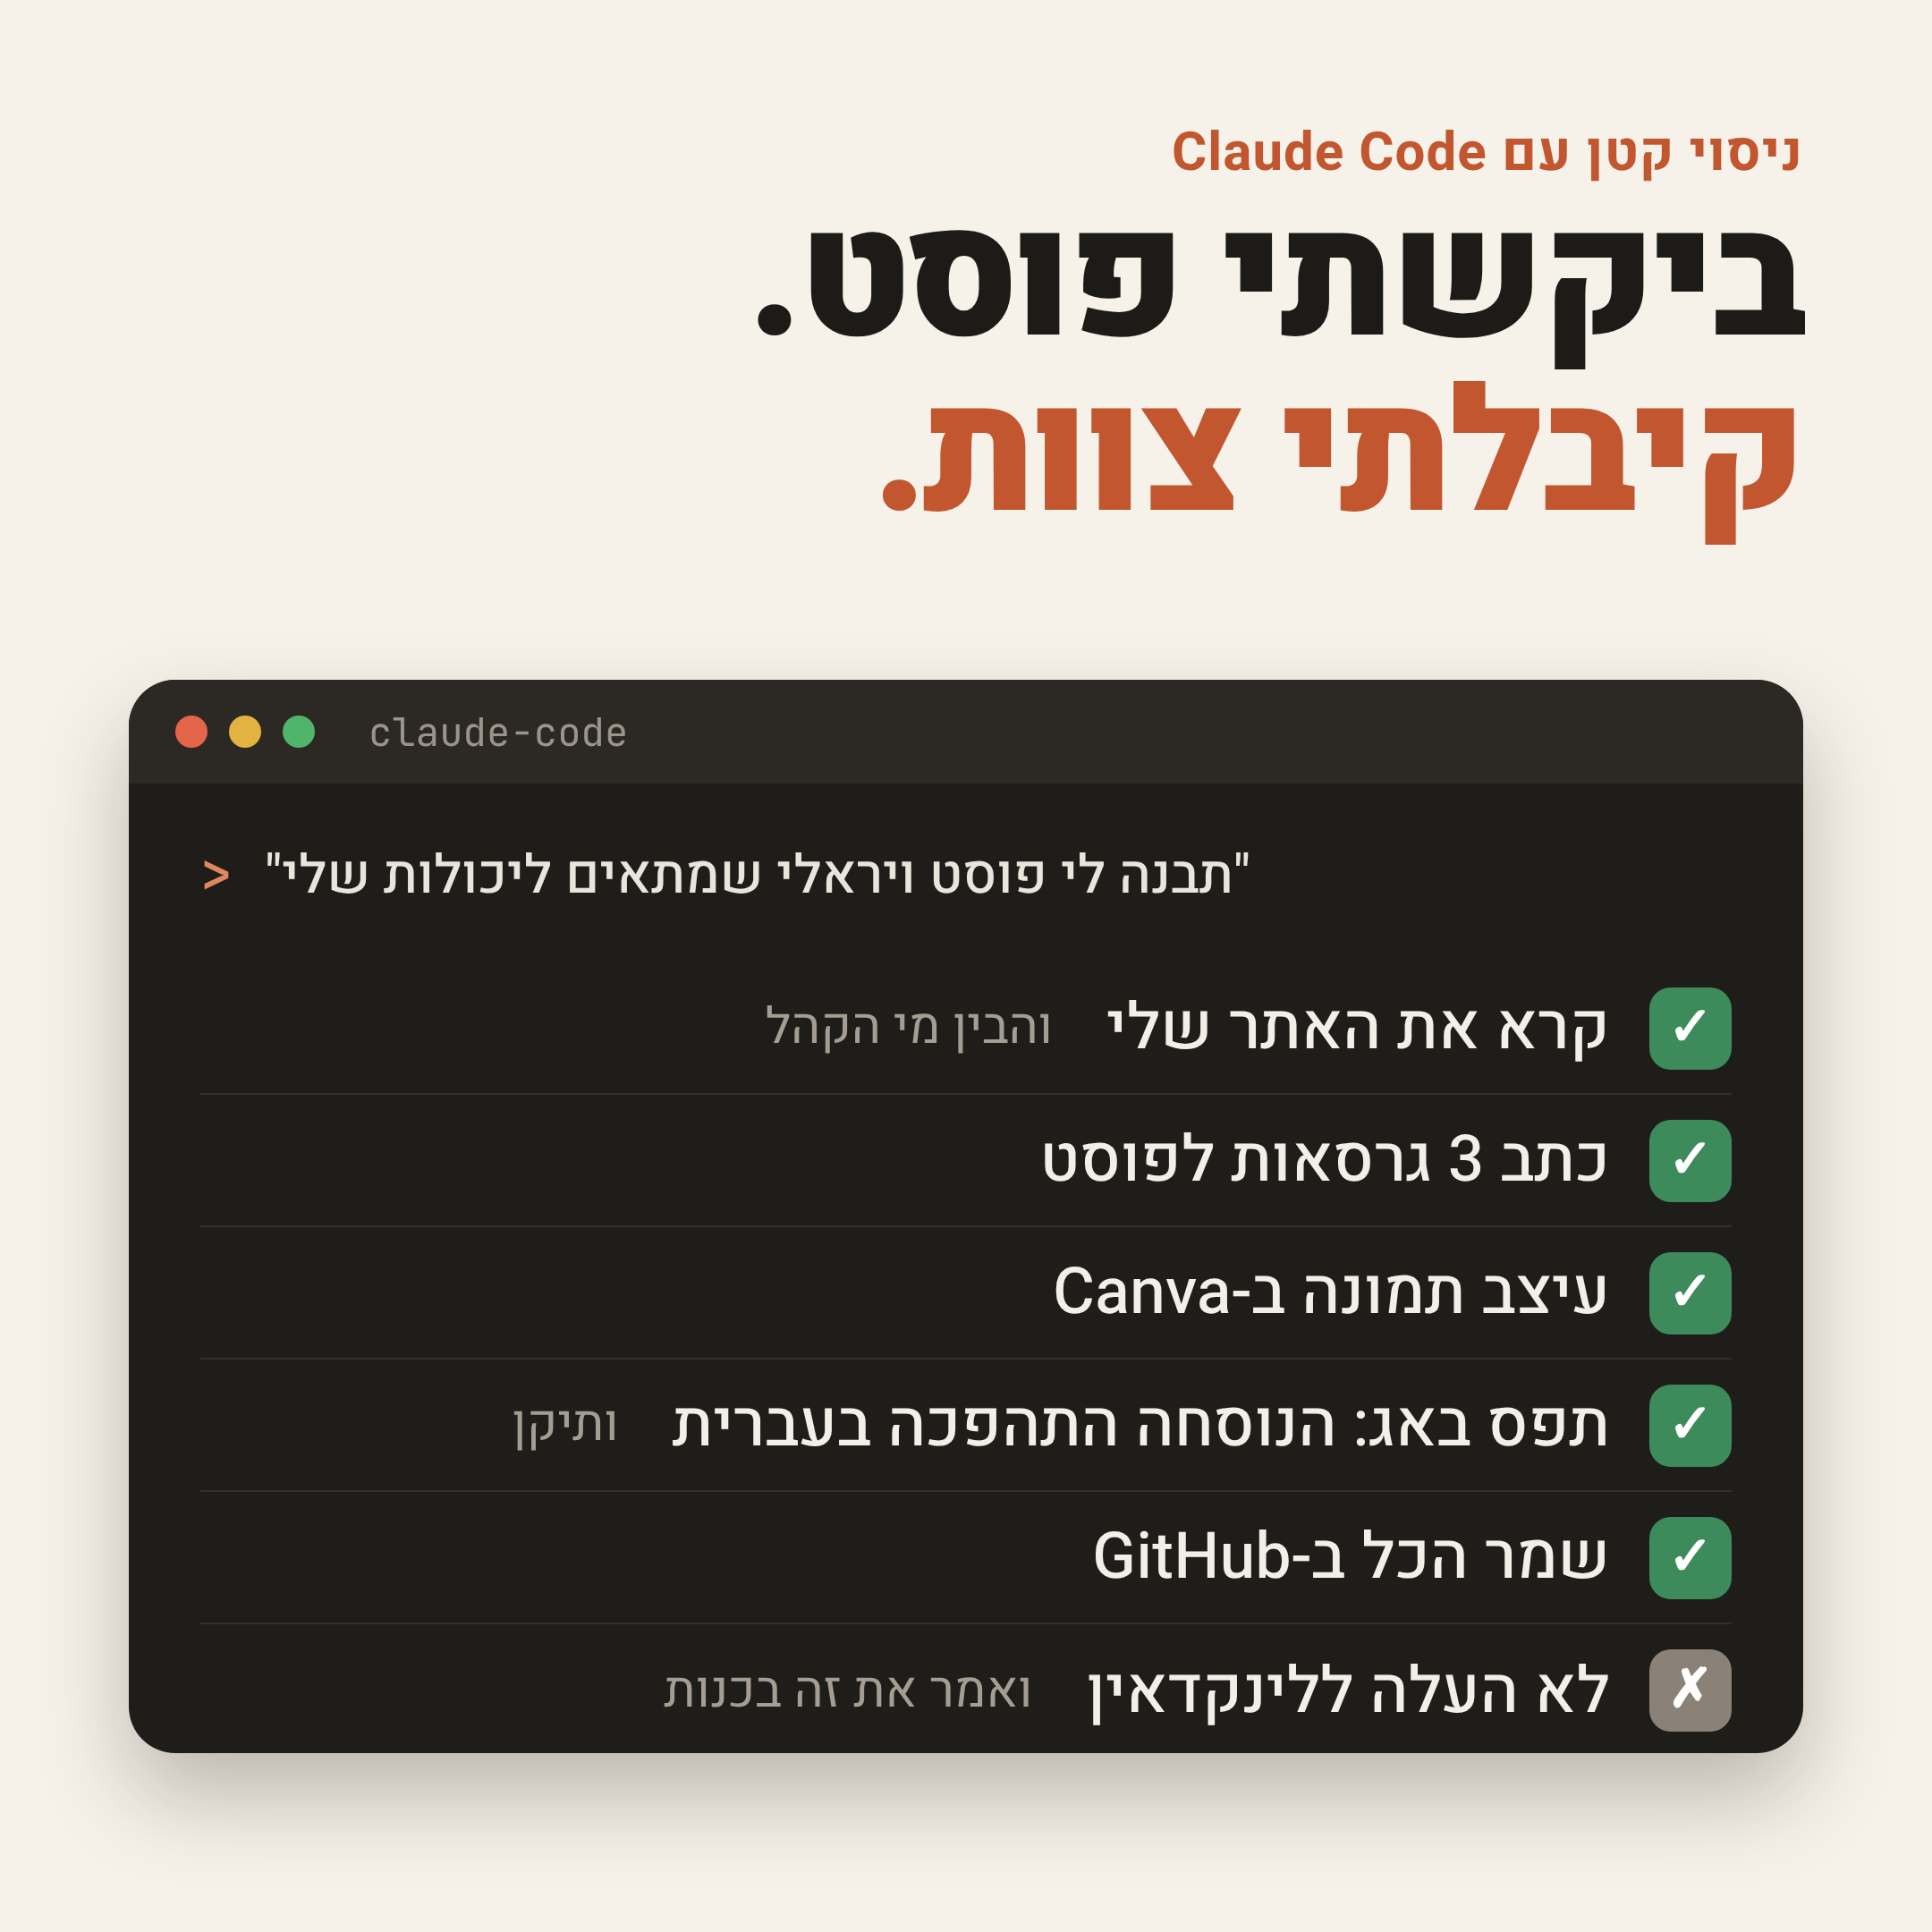 ניסוי קטן עם Claude Code
ביקשתי פוסט.
קיבלתי צוות.
claude-code
> "תבנה לי פוסט ויראלי שמתאים ליכולות שלי"
✓ קרא את האתר שלי והבין מי הקהל
✓ כתב 3 גרסאות לפוסט
✓ עיצב תמונה ב-Canva
✓ תפס באג: הנוסחה התהפכה בעברית ותיקן
✓ שמר הכל ב-GitHub
✗ לא העלה ללינקדאין ואמר את זה בכנות